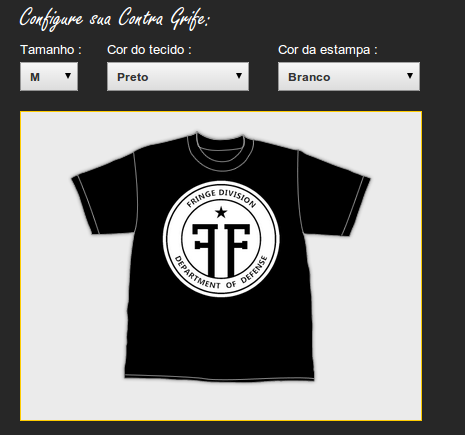 Configure sua Contra Grife:
Tamanho : Cor do tecido : Cor da estampa :
M Preto Branco
FRINGE DIVISION
FF
DEPARTMENT OF DEFENSE